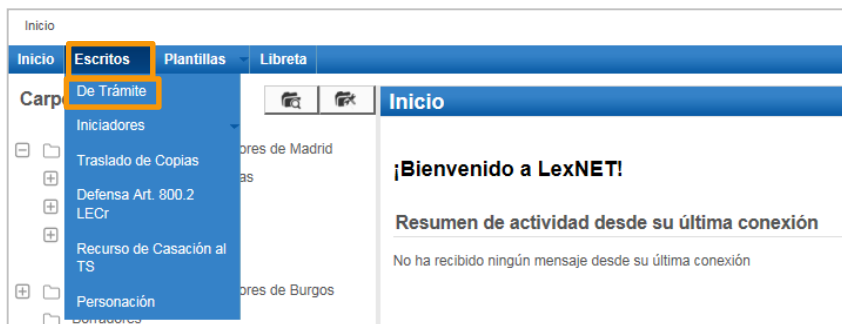 Inicio
Inicio Escritos Plantillas Libreta
De Trámite
Iniciadores
Traslado de Copias
Defensa Art. 800.2
LECr
Recurso de Casación al
TS
Personación
Carp
ores de Madrid
as
ores de Burgos
Borradores
Inicio
¡Bienvenido a LexNET!
Resumen de actividad desde su última conexión
No ha recibido ningún mensaje desde su última conexión